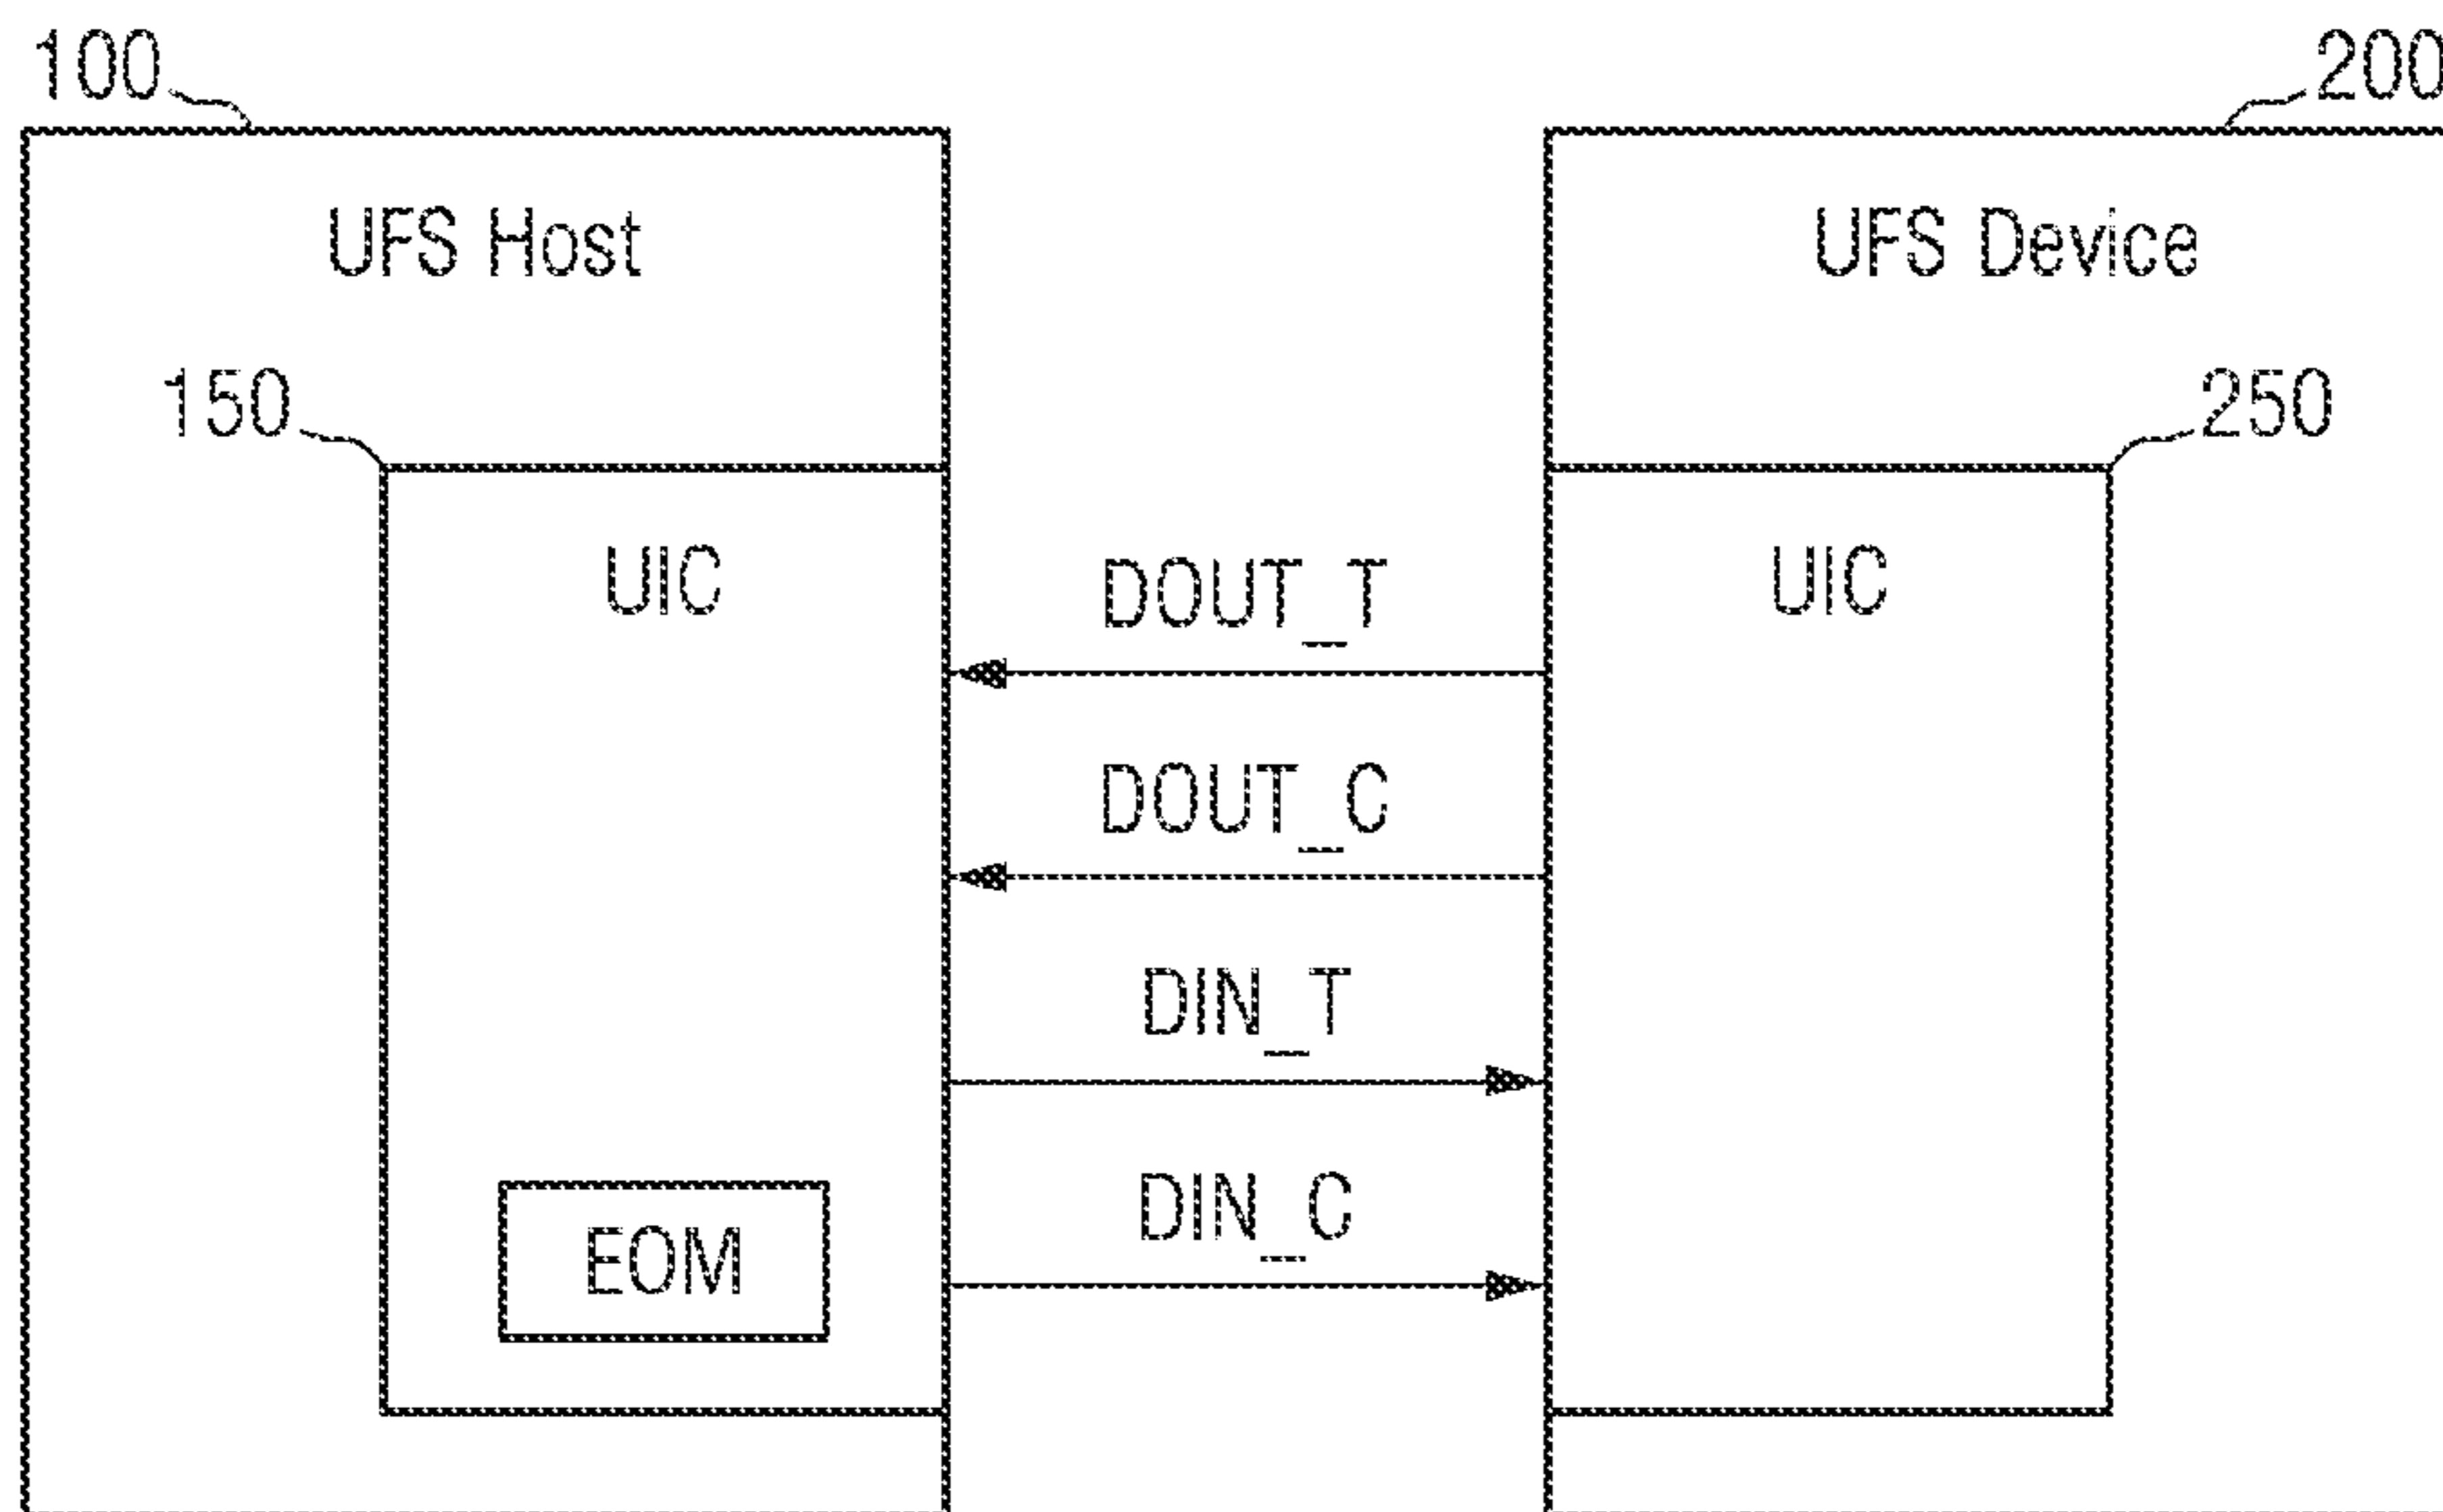 100
200
UFS Host
UFS Device
150
250
UIC
UIC
DOUT_T
DOUT_C
DIN_T
DIN_C
EOM